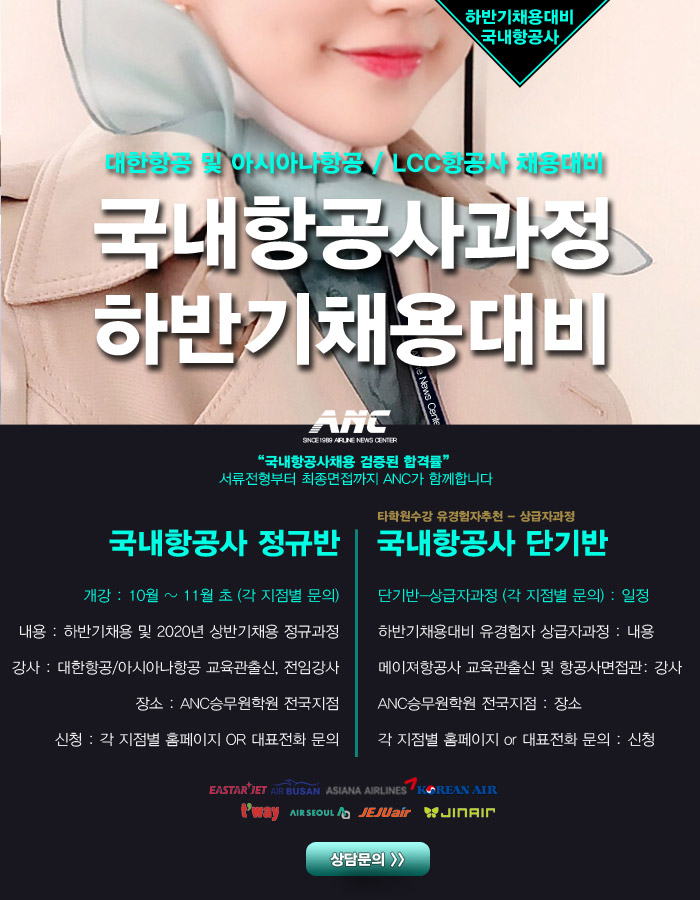 하반기채용대비
국내항공사
대한항공 및 아시아나항공 / LCC항공사 채용대비
국내항공사과정
하반기채용대비
ine News Cente
ANC
SINCE1989 AIRLINE NEWS CENTER
“국내항공사채용 검증된 합격률”
서류전형부터 최종면접까지 ANC가 함께합니다
국내항공사 정규반
개강 : 10월 ~ 11월 초 (각 지점별 문의)
내용 : 하반기채용 및 2020년 상반기채용 정규과정
강사 : 대한항공/아시아나항공 교육관출신, 전임강사
장소 : ANC승무원학원 전국지점
신청 : 각 지점별 홈페이지 OR 대표전화 문의
타학원수강 유경험자추천 - 상급자과정
국내항공사 단기반
단기반-상급자과정 (각 지점별 문의) : 일정
하반기채용대비 유경험자 상급자과정 : 내용
메이져항공사 교육관출신 및 항공사면접관: 강사
ANC승무원학원 전국지점 : 장소
각 지점별 홈페이지 or 대표전화 문의 : 신청
EASTAR JET AIR BUSAN ASIANA AIRLINES KOREAN AIR
t'way AIR SEOUL JEJUair JINAIR
상담문의 >>